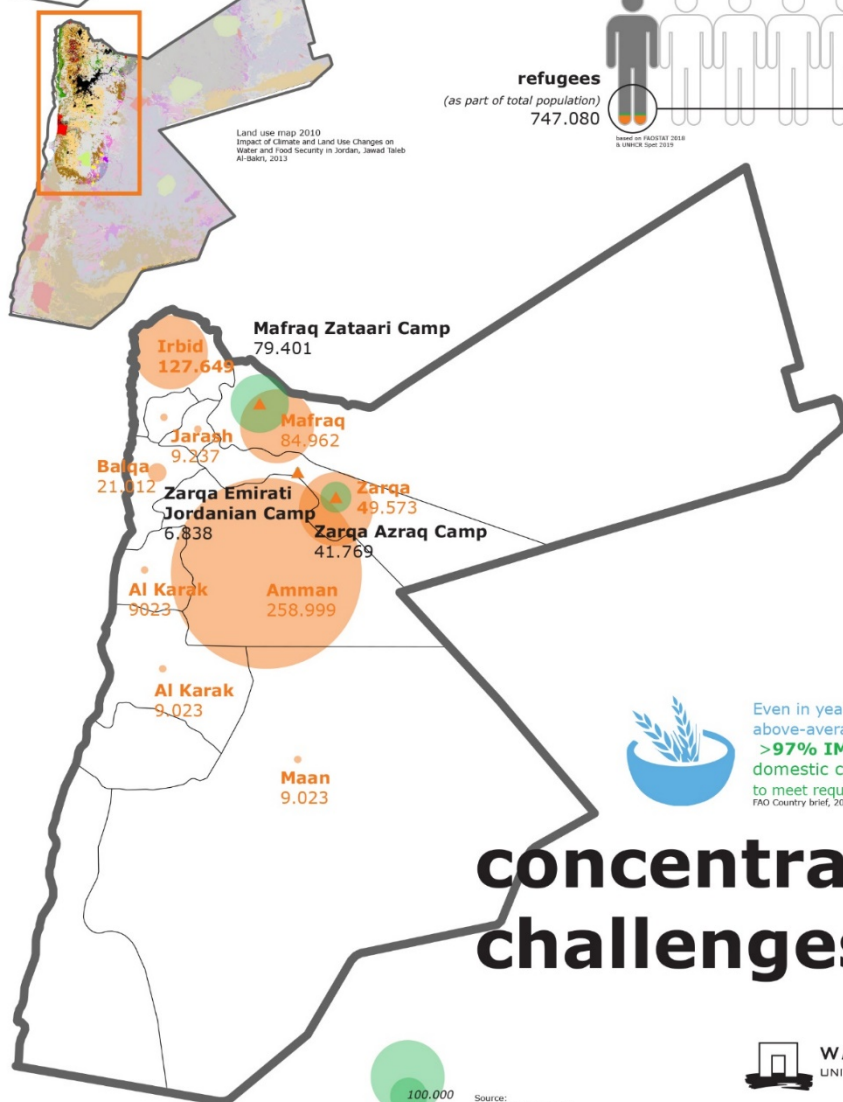 refugees
(as part of total population)
747.080
based on FAOSTAT 2018
& UNHCR Spet 2019
Land use map 2010
Impact of Climate and Land Use Changes on
Water and Food Security in Jordan, Jawad Taleb
Al-Bakri, 2013
Mafraq Zataari Camp
79.401
Irbid
127.649
Mafraq
84.962
Jarash
9.237
Balqa
21.012
Zarqa Emirati
Jordanian Camp
6.838
Zarqa
49.573
Zarqa Azraq Camp
41.769
Al Karak
9023
Amman
258.999
Al Karak
9.023
Maan
9.023
Even in yea
above-avera
>97% IM
domestic c
to meet requ
FAO Country brief, 20
concentra
challenges
WA
UNI
100.000
Source: